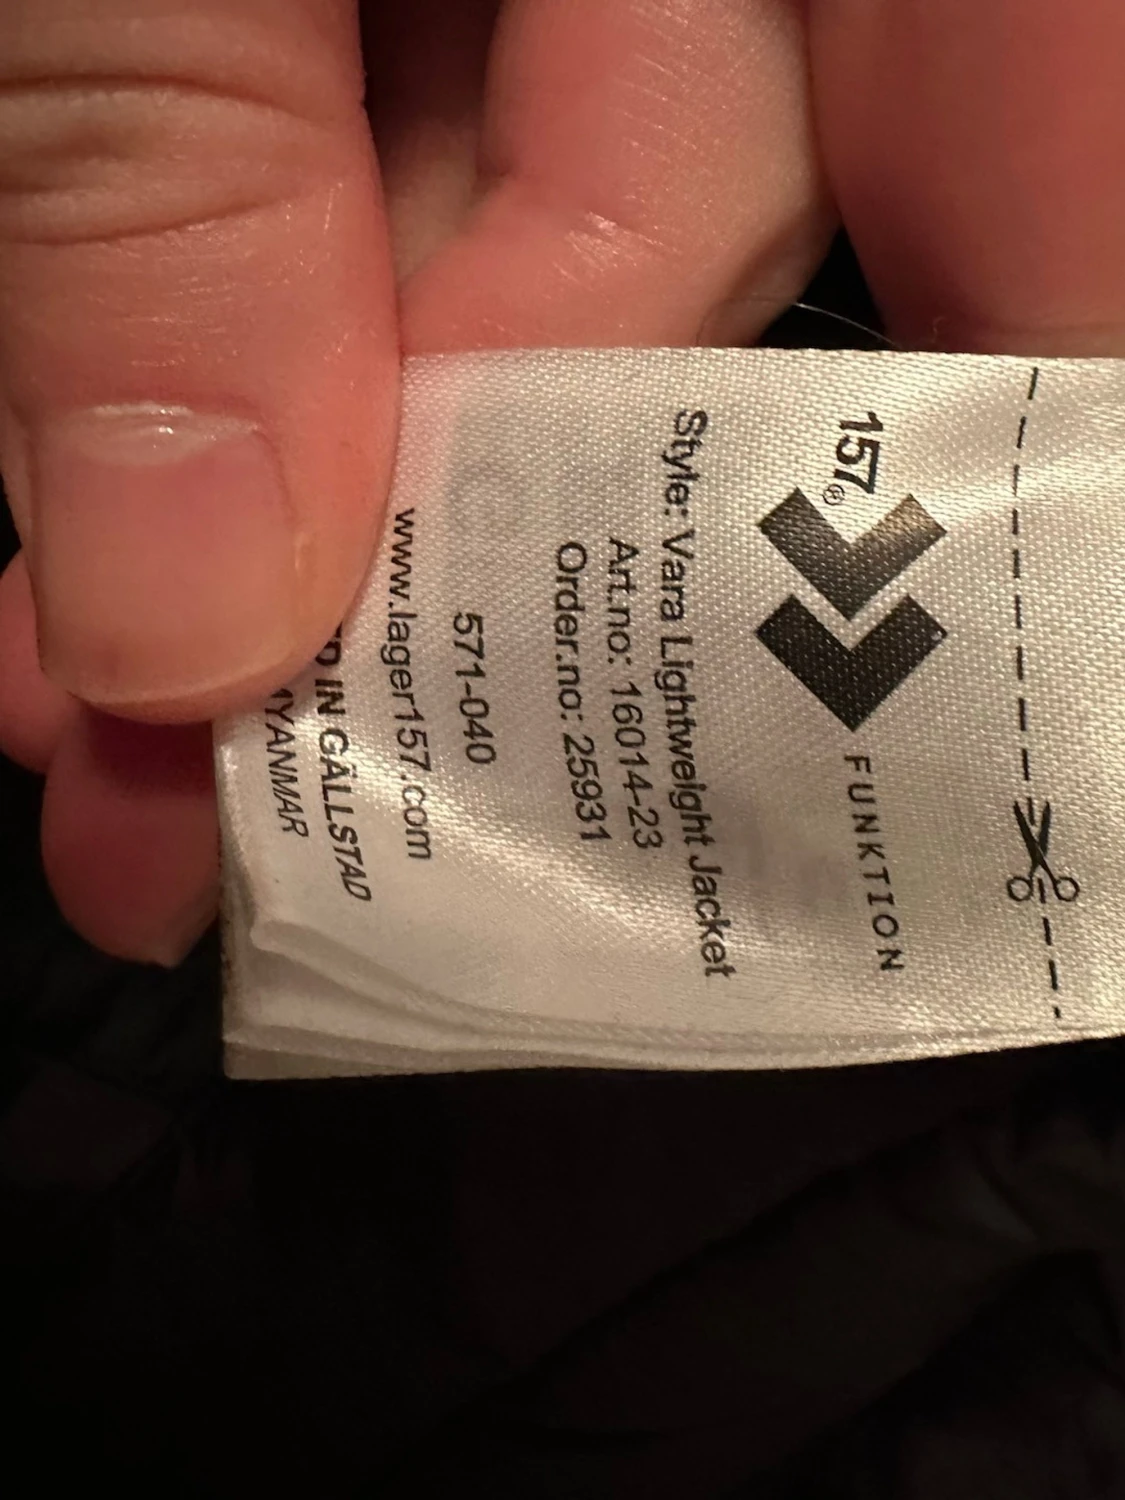 157®
FUNKTION
Style: Vara Lightweight Jacket
Art.no: 16014-23
Order.no: 25931
571-040
www.lager157.com
IN GÄLLSTAD